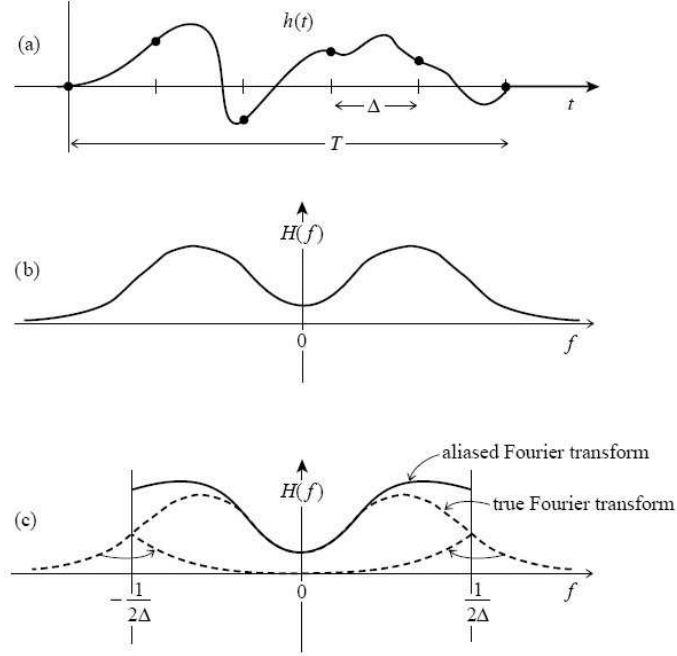 (a)
h(t)
Δ
t
T
H(f)
(b)
0
f
aliased Fourier transform
H(f)
true Fourier transform
(c)
0
f
-1/2Δ
1/2Δ